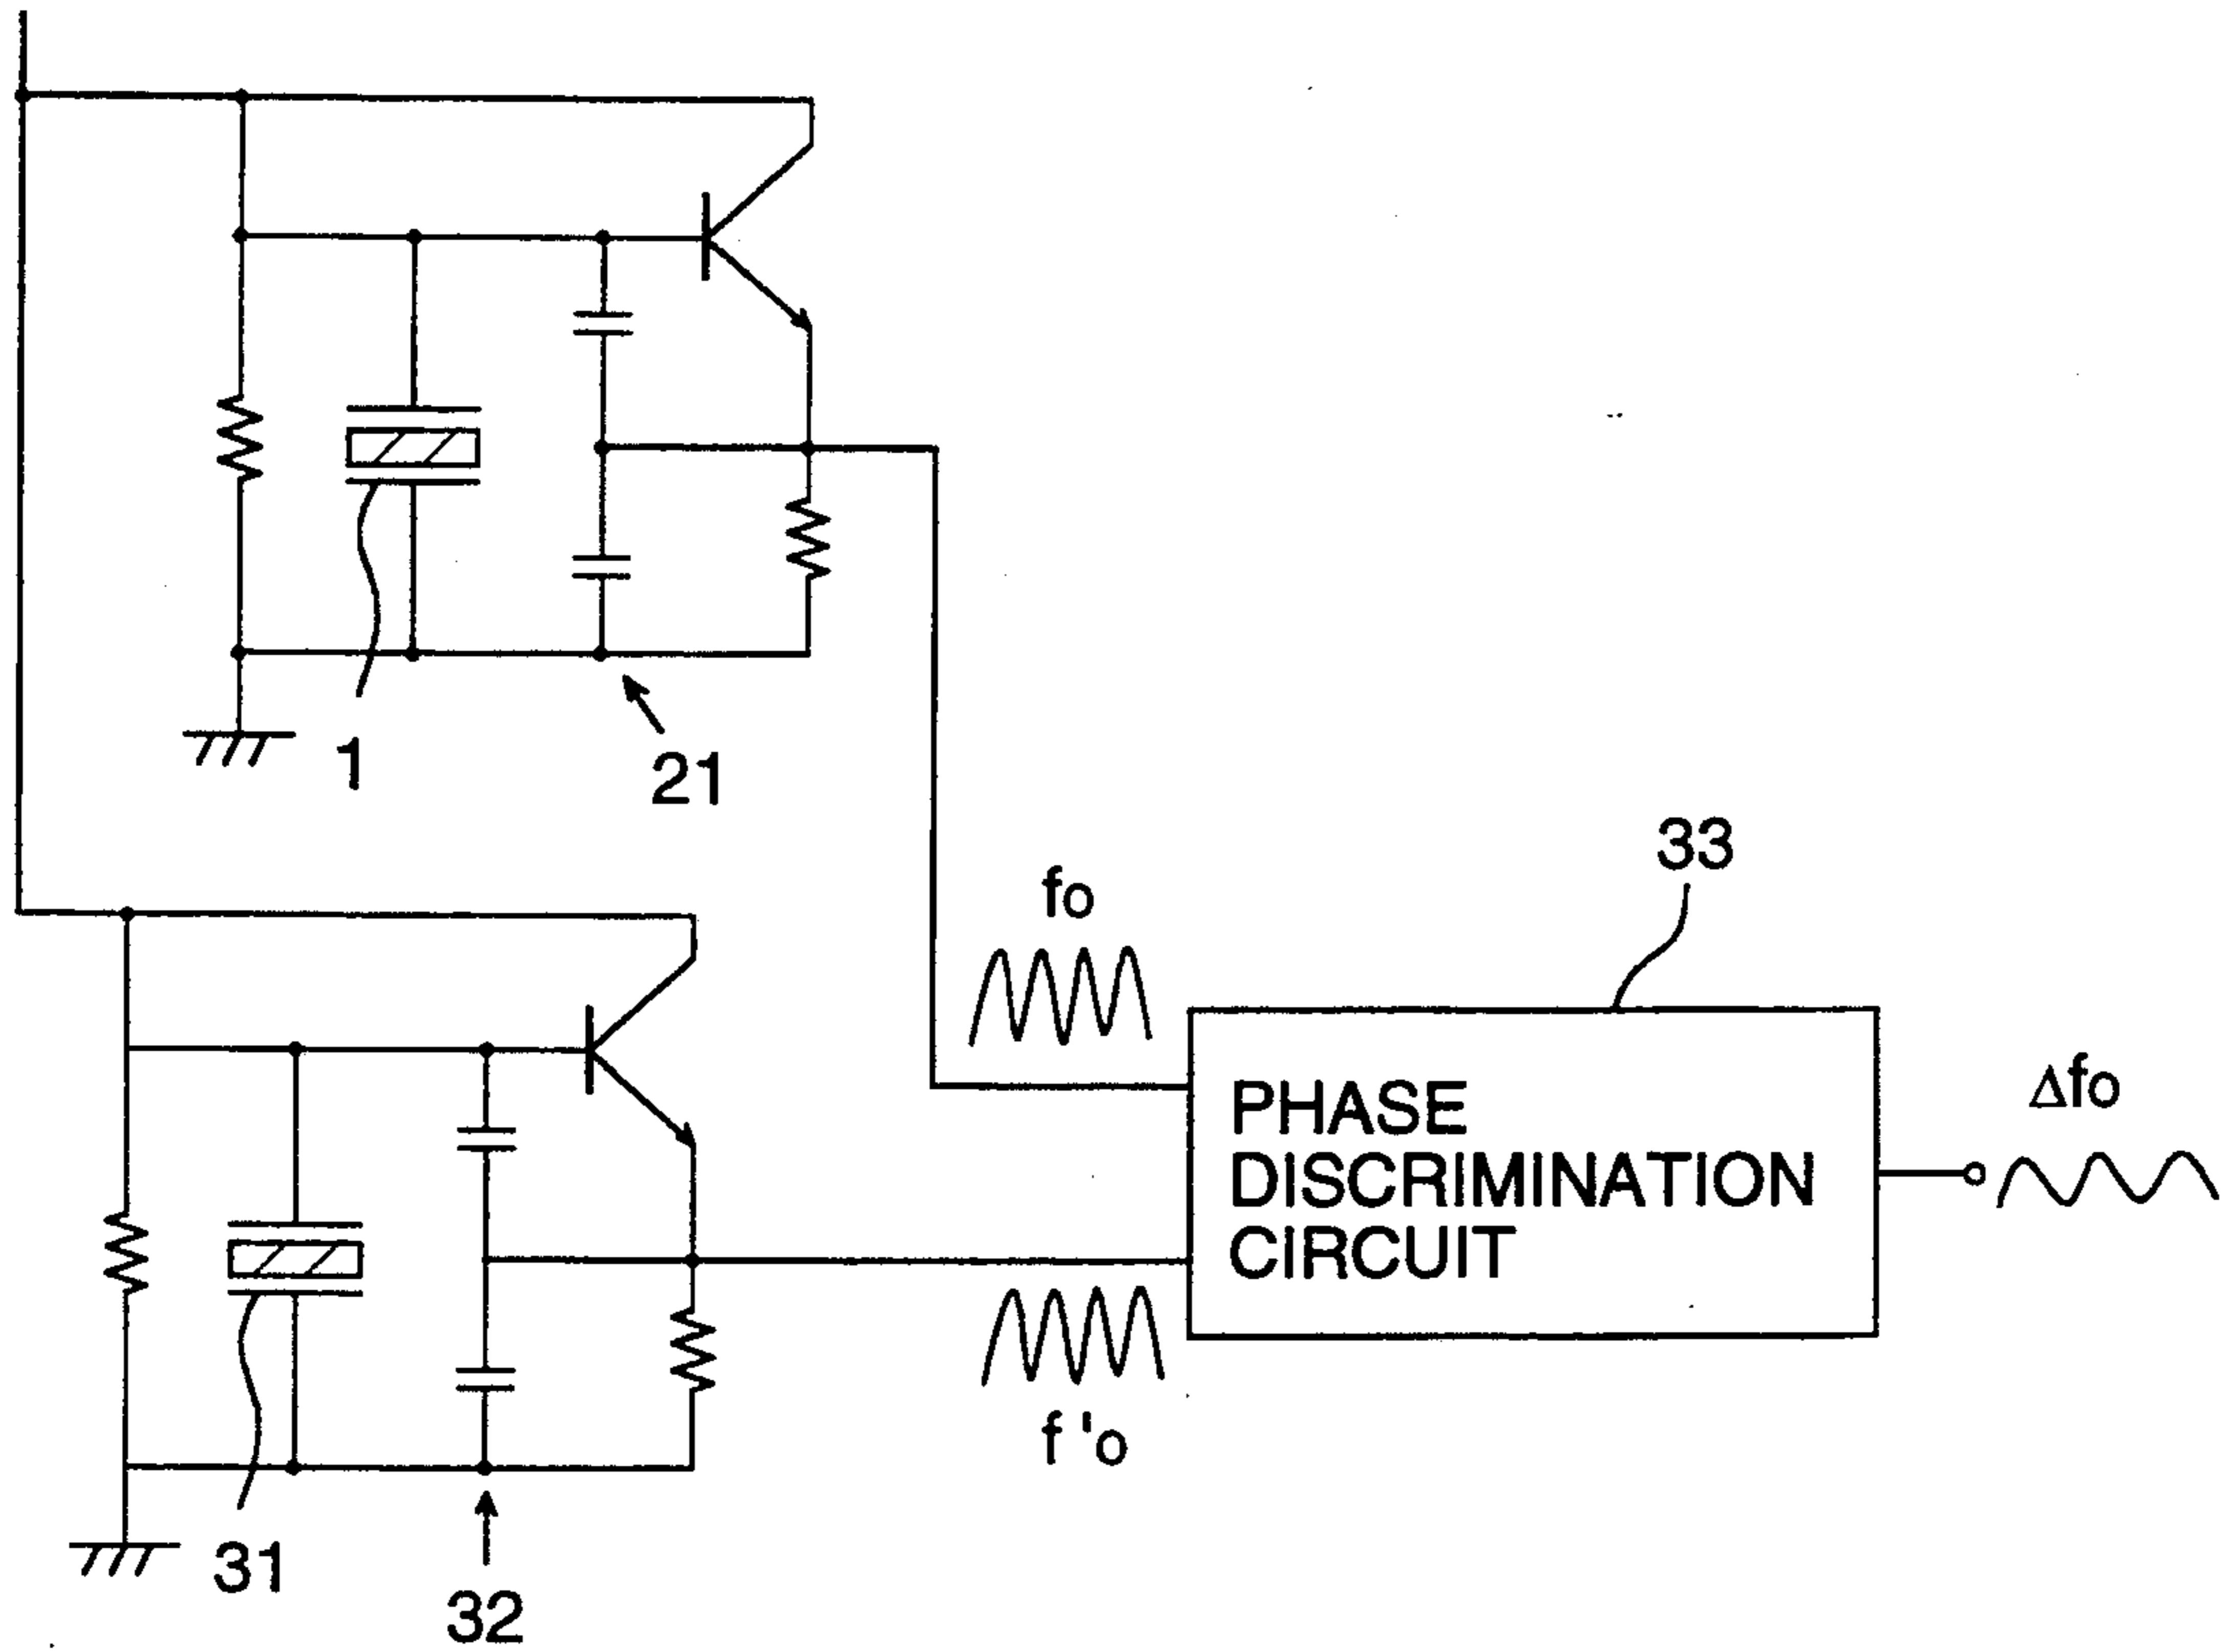 1
21
33
fo
PHASE
DISCRIMINATION
CIRCUIT
Δfo
f'o
31
32